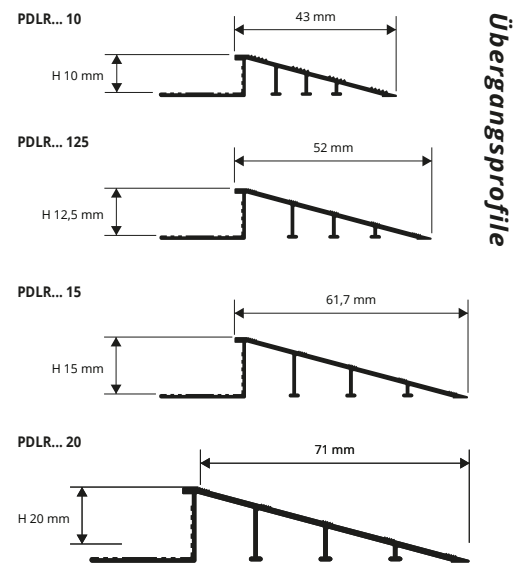 PDLR... 10
43 mm
H 10 mm
PDLR... 125
52 mm
H 12,5 mm
PDLR... 15
61,7 mm
H 15 mm
PDLR... 20
71 mm
H 20 mm
Übergangsprofile